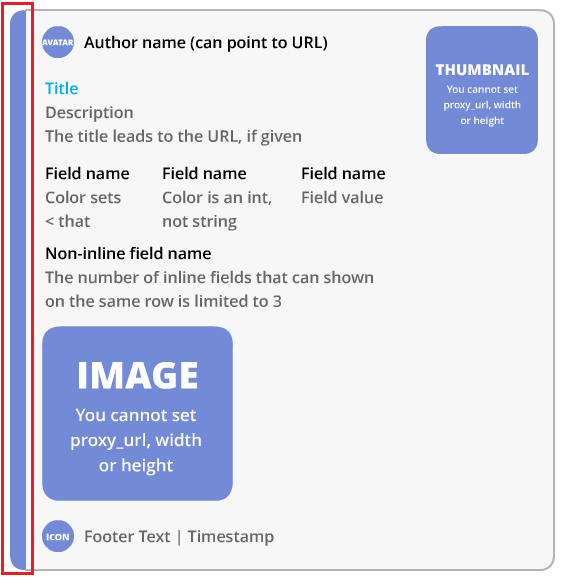 AVATAR Author name (can point to URL)
THUMBNAIL
You cannot set
proxy_url, width
or height
Title
Description
The title leads to the URL, if given
Field name Field name Field name
Color sets Color is an int, Field value
< that not string
Non-inline field name
The number of inline fields that can shown
on the same row is limited to 3
IMAGE
You cannot set
proxy_url, width
or height
ICON Footer Text | Timestamp